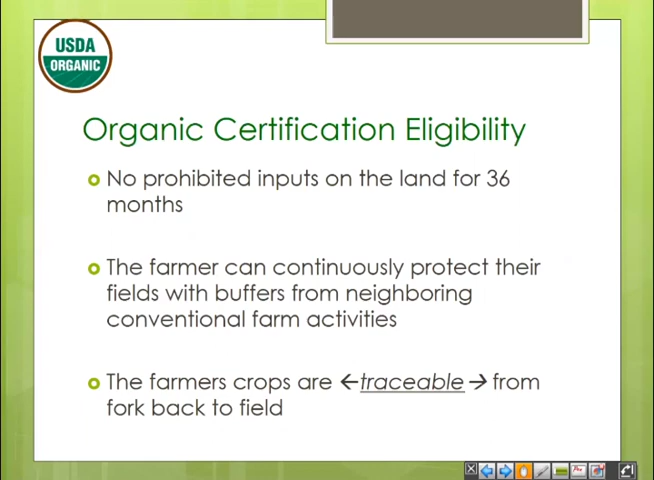 USDA
ORGANIC
Organic Certification Eligibility
No prohibited inputs on the land for 36
months
The farmer can continuously protect their
fields with buffers from neighboring
conventional farm activities
The farmers crops are ←traceable→ from
fork back to field